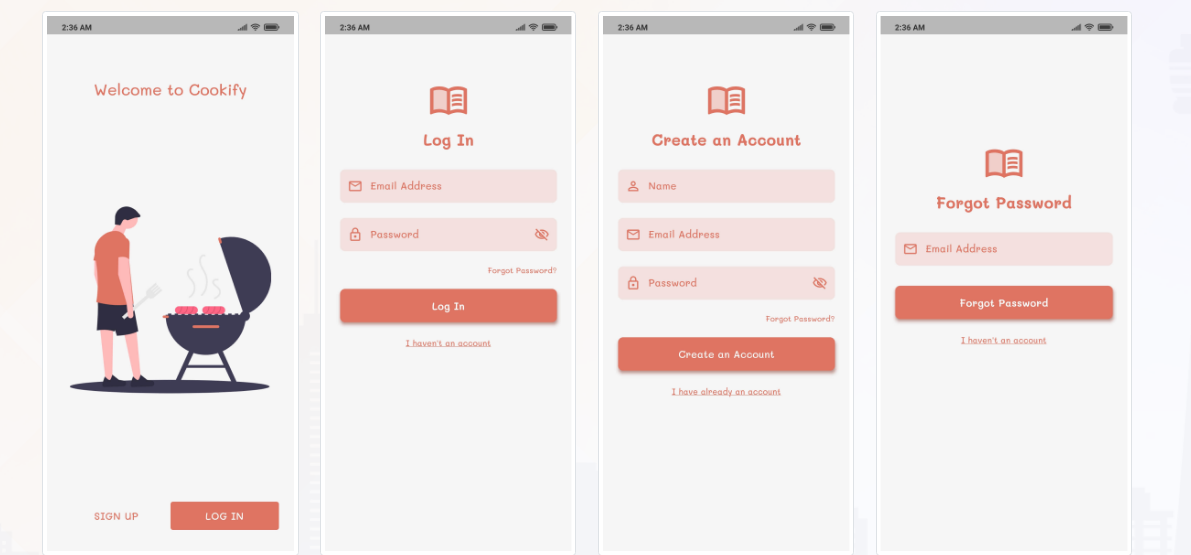 2:36 AM
Welcome to Cookify
SIGN UP
LOG IN
2:36 AM
Log In
Email Address
Password
Forgot Password?
Log In
I haven't an account
2:36 AM
Create an Account
Name
Email Address
Password
Forgot Password?
Create an Account
I have already an account
2:36 AM
Forgot Password
Email Address
Forgot Password
I haven't an account